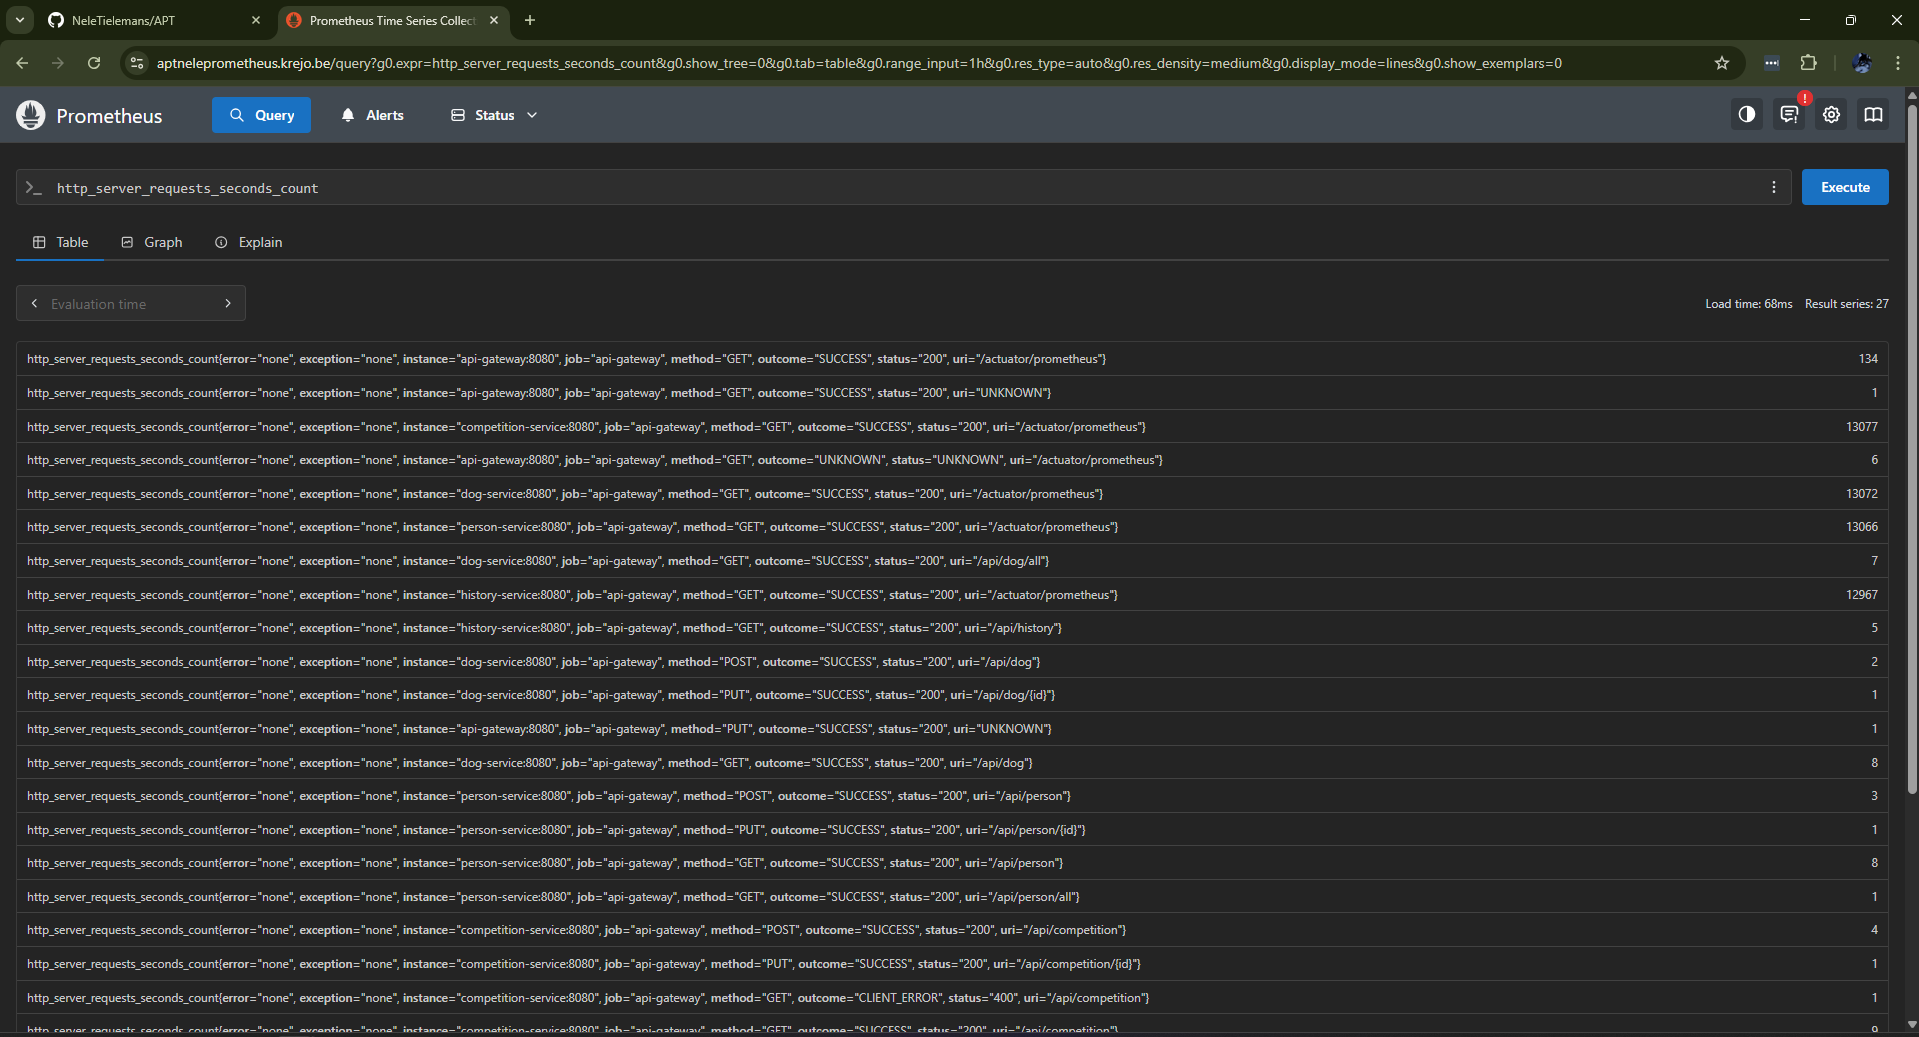 NeleTielemans/APT
Prometheus Time Series Collect
aptneleprometheus.krejo.be/query?g0.expr=http_server_requests_seconds_count&g0.show_tree=0&g0.tab=table&g0.range_input=1h&g0.res_type=auto&g0.res_density=medium&g0.display_mode=lines&g0.show_exemplars=0
Prometheus
Query
Alerts
Status
http_server_requests_seconds_count
Execute
Table
Graph
Explain
Evaluation time
Load time: 68ms Result series: 27
http_server_requests_seconds_count{error="none", exception="none", instance="api-gateway:8080", job="api-gateway", method="GET", outcome="SUCCESS", status="200", uri="/actuator/prometheus"} 134
http_server_requests_seconds_count{error="none", exception="none", instance="api-gateway:8080", job="api-gateway", method="GET", outcome="SUCCESS", status="200", uri="UNKNOWN"} 1
http_server_requests_seconds_count{error="none", exception="none", instance="competition-service:8080", job="api-gateway", method="GET", outcome="SUCCESS", status="200", uri="/actuator/prometheus"} 13077
http_server_requests_seconds_count{error="none", exception="none", instance="api-gateway:8080", job="api-gateway", method="GET", outcome="UNKNOWN", status="UNKNOWN", uri="/actuator/prometheus"} 6
http_server_requests_seconds_count{error="none", exception="none", instance="dog-service:8080", job="api-gateway", method="GET", outcome="SUCCESS", status="200", uri="/actuator/prometheus"} 13072
http_server_requests_seconds_count{error="none", exception="none", instance="person-service:8080", job="api-gateway", method="GET", outcome="SUCCESS", status="200", uri="/actuator/prometheus"} 13066
http_server_requests_seconds_count{error="none", exception="none", instance="dog-service:8080", job="api-gateway", method="GET", outcome="SUCCESS", status="200", uri="/api/dog/all"} 7
http_server_requests_seconds_count{error="none", exception="none", instance="history-service:8080", job="api-gateway", method="GET", outcome="SUCCESS", status="200", uri="/actuator/prometheus"} 12967
http_server_requests_seconds_count{error="none", exception="none", instance="history-service:8080", job="api-gateway", method="GET", outcome="SUCCESS", status="200", uri="/api/history"} 5
http_server_requests_seconds_count{error="none", exception="none", instance="dog-service:8080", job="api-gateway", method="POST", outcome="SUCCESS", status="200", uri="/api/dog"} 2
http_server_requests_seconds_count{error="none", exception="none", instance="dog-service:8080", job="api-gateway", method="PUT", outcome="SUCCESS", status="200", uri="/api/dog/{id}"} 1
http_server_requests_seconds_count{error="none", exception="none", instance="api-gateway:8080", job="api-gateway", method="PUT", outcome="SUCCESS", status="200", uri="UNKNOWN"} 1
http_server_requests_seconds_count{error="none", exception="none", instance="dog-service:8080", job="api-gateway", method="GET", outcome="SUCCESS", status="200", uri="/api/dog"} 8
http_server_requests_seconds_count{error="none", exception="none", instance="person-service:8080", job="api-gateway", method="POST", outcome="SUCCESS", status="200", uri="/api/person"} 3
http_server_requests_seconds_count{error="none", exception="none", instance="person-service:8080", job="api-gateway", method="PUT", outcome="SUCCESS", status="200", uri="/api/person/{id}"} 1
http_server_requests_seconds_count{error="none", exception="none", instance="person-service:8080", job="api-gateway", method="GET", outcome="SUCCESS", status="200", uri="/api/person"} 8
http_server_requests_seconds_count{error="none", exception="none", instance="person-service:8080", job="api-gateway", method="GET", outcome="SUCCESS", status="200", uri="/api/person/all"} 1
http_server_requests_seconds_count{error="none", exception="none", instance="competition-service:8080", job="api-gateway", method="POST", outcome="SUCCESS", status="200", uri="/api/competition"} 4
http_server_requests_seconds_count{error="none", exception="none", instance="competition-service:8080", job="api-gateway", method="PUT", outcome="SUCCESS", status="200", uri="/api/competition/{id}"} 1
http_server_requests_seconds_count{error="none", exception="none", instance="competition-service:8080", job="api-gateway", method="GET", outcome="CLIENT_ERROR", status="400", uri="/api/competition"} 1
http_server_requests_seconds_count{error="none", exception="none", instance="competition-service:8080", job="api-gateway", method="GET", outcome="SUCCESS", status="200", uri="/api/competition"} 9